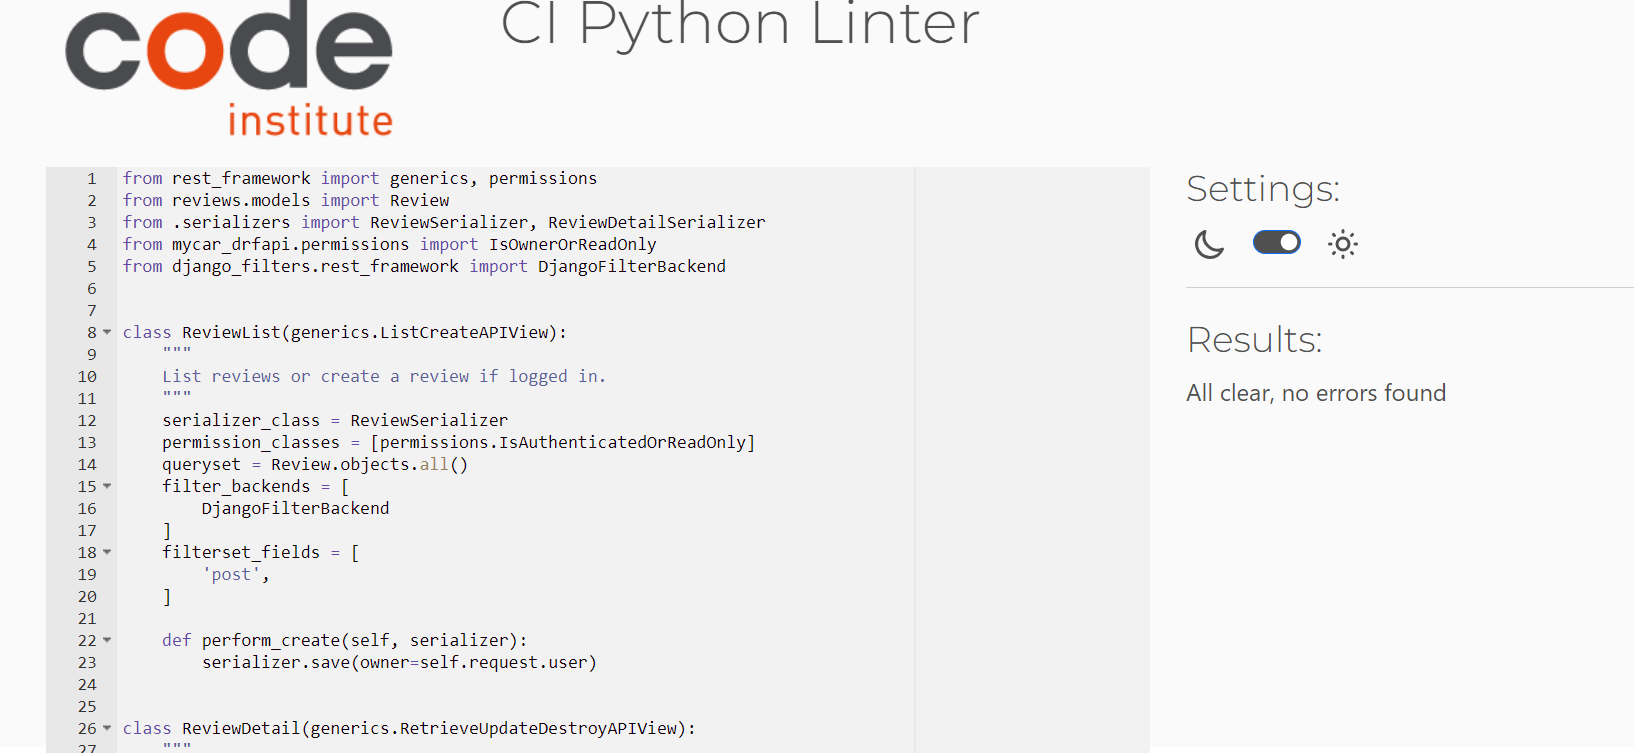 code
institute
CI Python Linter
1 from rest_framework import generics, permissions
2 from reviews.models import Review
3 from .serializers import ReviewSerializer, ReviewDetailSerializer
4 from mycar_drfapi.permissions import IsOwnerOrReadOnly
5 from django_filters.rest_framework import DjangoFilterBackend
6
7
8 class ReviewList(generics.ListCreateAPIView):
9     """
10     List reviews or create a review if logged in.
11     """
12     serializer_class = ReviewSerializer
13     permission_classes = [permissions.IsAuthenticatedOrReadOnly]
14     queryset = Review.objects.all()
15     filter_backends = [
16         DjangoFilterBackend
17     ]
18     filterset_fields = [
19         'post',
20     ]
21
22     def perform_create(self, serializer):
23         serializer.save(owner=self.request.user)
24
25
26 class ReviewDetail(generics.RetrieveUpdateDestroyAPIView):
27     """
Settings:
Results:
All clear, no errors found